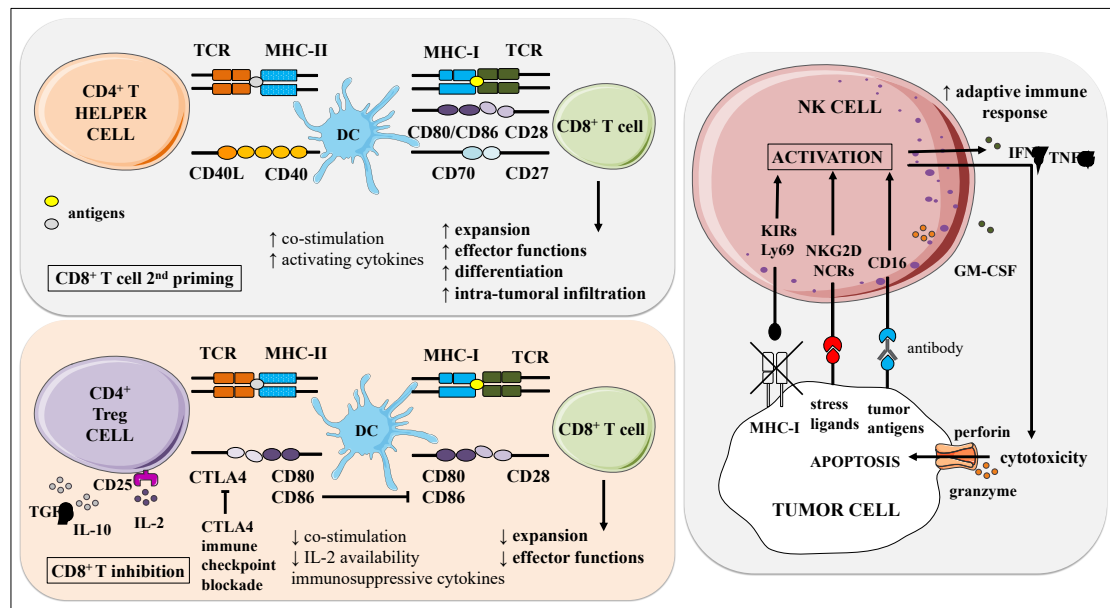 TCR MHC-II
MHC-I TCR
CD4⁺ T
HELPER
CELL
DC
CD80/CD86 CD28
CD8⁺ T cell
CD40L CD40
CD70 CD27
antigens
↑ co-stimulation
↑ activating cytokines
↑ expansion
↑ effector functions
↑ differentiation
↑ intra-tumoral infiltration
CD8⁺ T cell 2ⁿᵈ priming
TCR MHC-II
MHC-I TCR
CD4⁺
Treg
CELL
DC
CD8⁺ T cell
CD25
CTLA4
CD80
CD86
CD80
CD86
CD28
TGF
IL-10
IL-2
CTLA4
immune
checkpoint
blockade
↓ co-stimulation
↓ IL-2 availability
immunosuppressive cytokines
↓ expansion
↓ effector functions
CD8⁺ T inhibition
NK CELL
↑ adaptive immune
response
ACTIVATION
IFN TNF
KIRs
Ly69
NKG2D
NCRs
CD16
GM-CSF
antibody
MHC-I
stress
ligands
tumor
antigens
perforin
APOPTOSIS
cytotoxicity
granzyme
TUMOR CELL